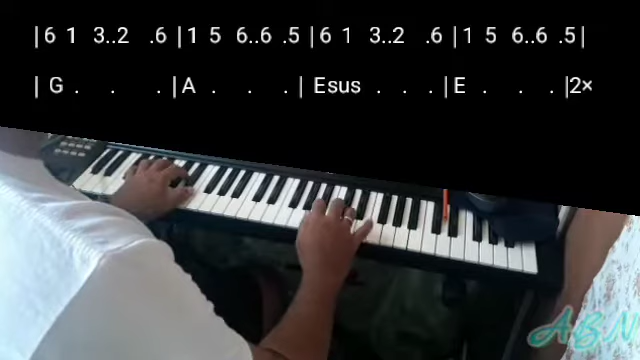 |6 1 3..2 .6|1 5 6..6 .5|6 1 3..2 .6|1 5 6..6 .5|
| G . . .|A . . .| Esus . . .|E . . .|2×
ABN